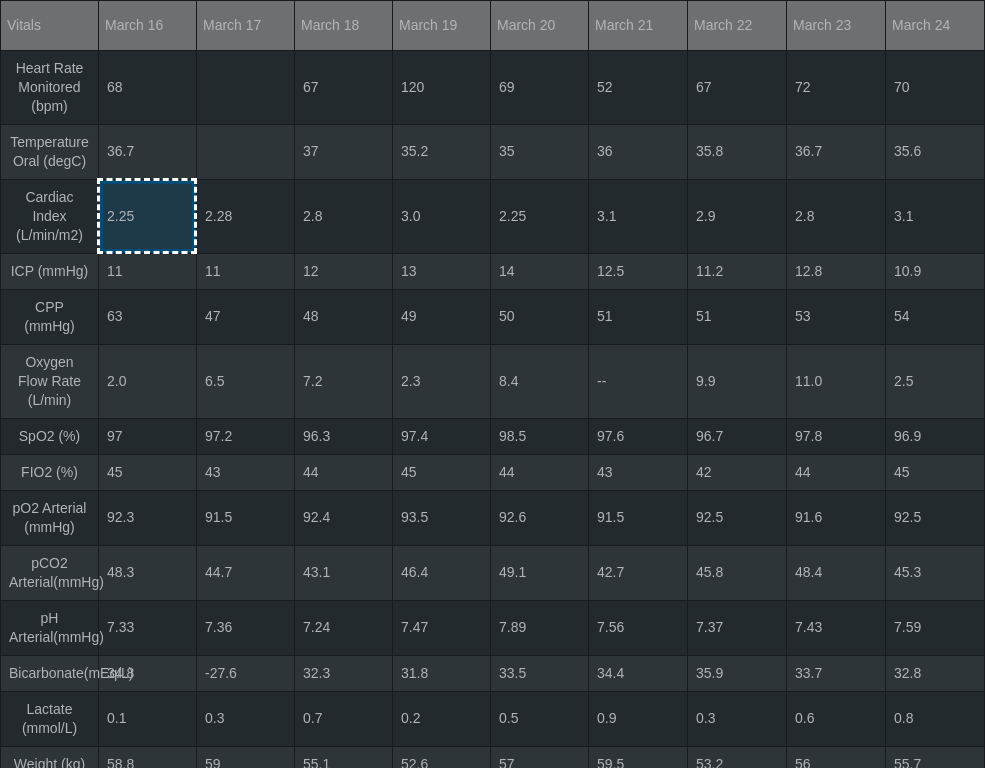 Vitals March 16 March 17 March 18 March 19 March 20 March 21 March 22 March 23 March 24
Heart Rate
Monitored 68 67 120 69 52 67 72 70
(bpm)
Temperature 36.7 37 35.2 35 36 35.8 36.7 35.6
Oral (degC)
Cardiac
Index 2.25 2.28 2.8 3.0 2.25 3.1 2.9 2.8 3.1
(L/min/m2)
ICP (mmHg) 11 11 12 13 14 12.5 11.2 12.8 10.9
CPP 63 47 48 49 50 51 51 53 54
(mmHg)
Oxygen
Flow Rate 2.0 6.5 7.2 2.3 8.4 -- 9.9 11.0 2.5
(L/min)
SpO2 (%) 97 97.2 96.3 97.4 98.5 97.6 96.7 97.8 96.9
FIO2 (%) 45 43 44 45 44 43 42 44 45
pO2 Arterial 92.3 91.5 92.4 93.5 92.6 91.5 92.5 91.6 92.5
(mmHg)
pCO2 48.3 44.7 43.1 46.4 49.1 42.7 45.8 48.4 45.3
Arterial(mmHg)
pH 7.33 7.36 7.24 7.47 7.89 7.56 7.37 7.43 7.59
Arterial(mmHg)
Bicarbonate(mEq/L) -27.6 32.3 31.8 33.5 34.4 35.9 33.7 32.8
Lactate 0.1 0.3 0.7 0.2 0.5 0.9 0.3 0.6 0.8
(mmol/L)
Weight (kg) 58.8 59 55.1 52.6 57 59.5 53.2 56 55.7